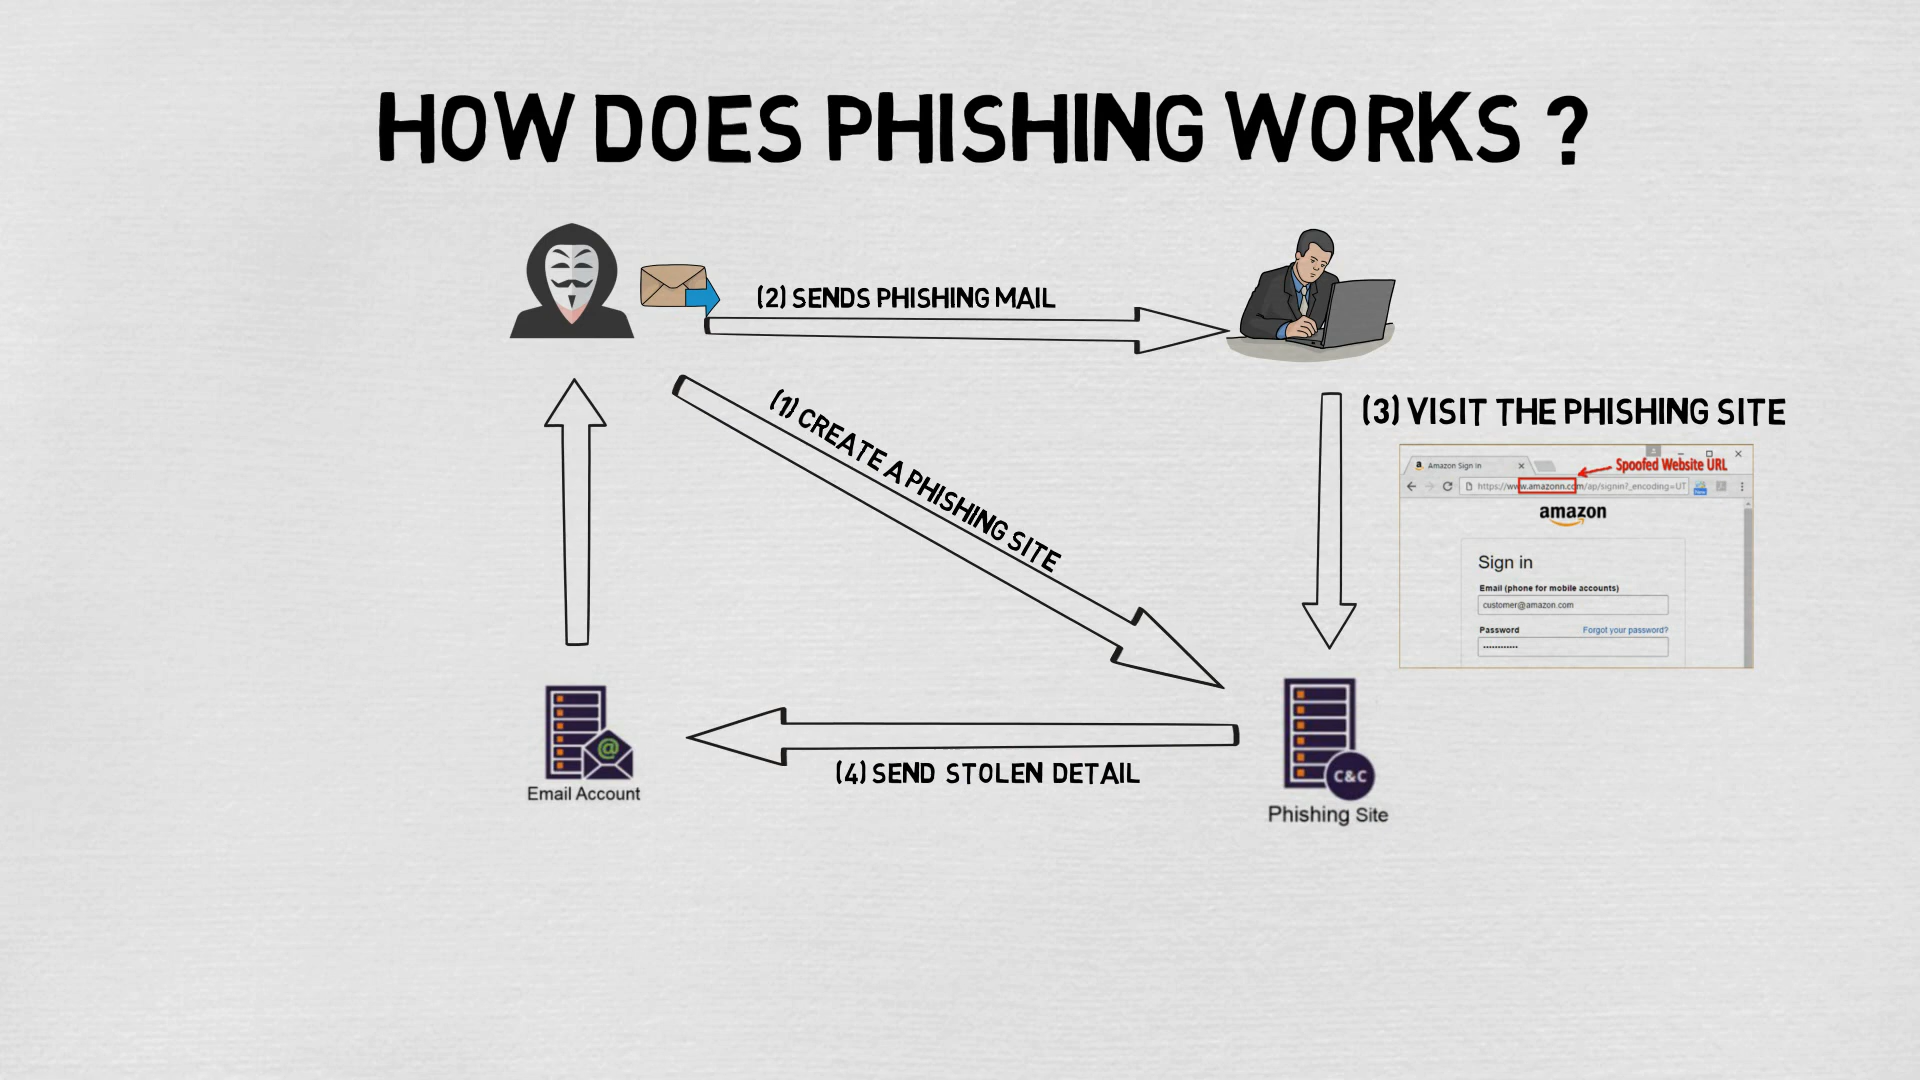 HOW DOES PHISHING WORKS ?
(2) SENDS PHISHING MAIL
(1) CREATE A PHISHING SITE
(3) VISIT THE PHISHING SITE
Amazon Sign In
Spoofed Website URL
https://www.amazonn.com/ap/signin?_encoding=UT
amazon
Sign in
Email (phone for mobile accounts)
customer@amazon.com
Password
Forgot your password?
(4) SEND STOLEN DETAIL
@
Email Account
C&C
Phishing Site